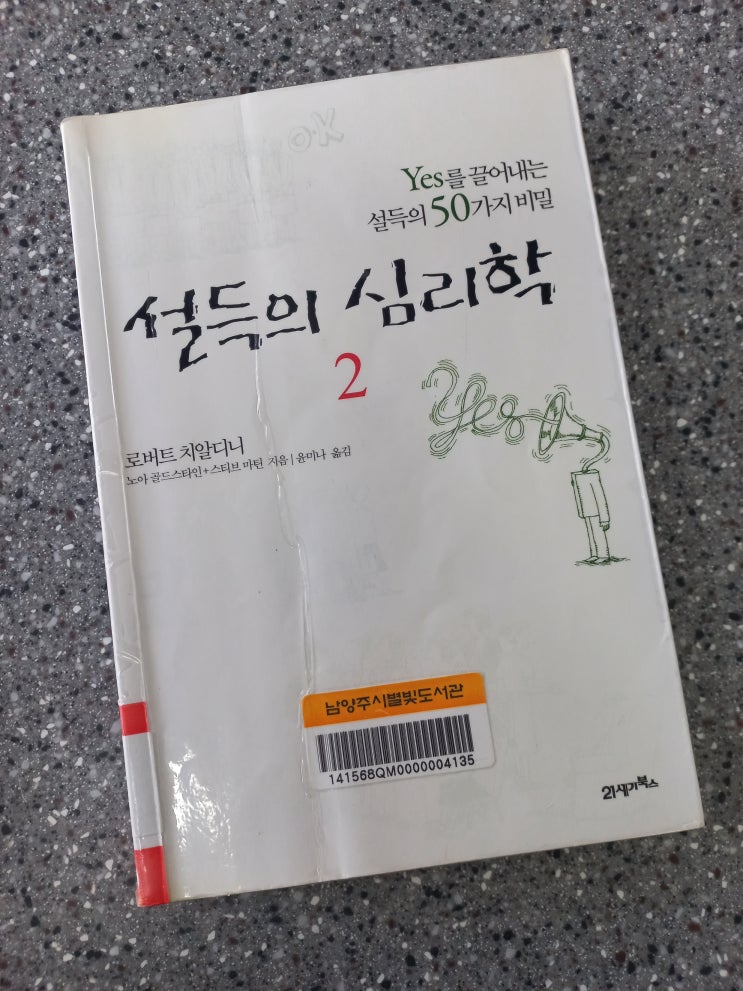 X.O
Yes를 끌어내는
설득의 50가지 비밀
설득의 심리학
2
Yes
로버트 치알디니
노아 골드스타인+스티브 마틴 지음 | 윤미나 옮김
남양주시별빛도서관
141568QM0000004135
21세기북스